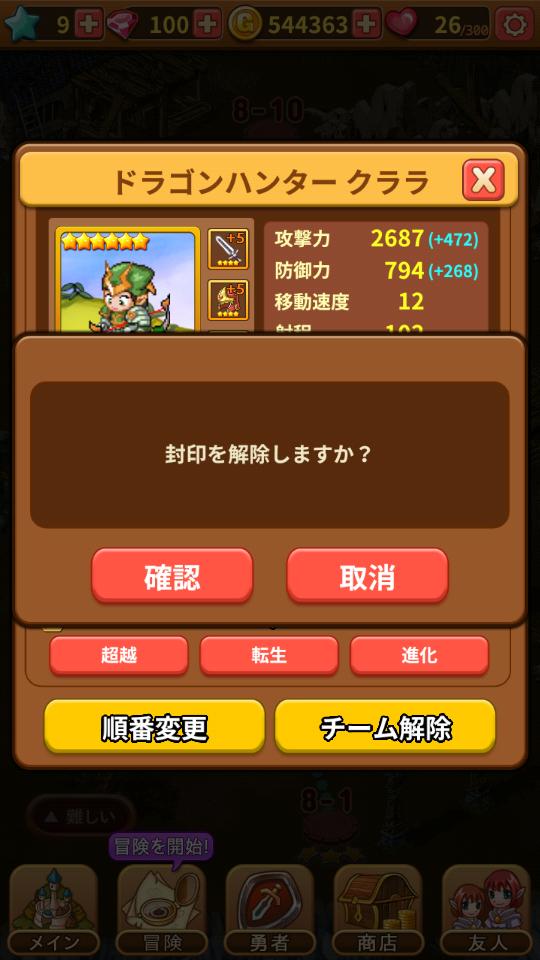 9
100
G
544363
26/300
8-10
ドラゴンハンター クララ
+5
+5
攻撃力 2687 (+472)
防御力 794 (+268)
移動速度 12
射程 102
封印を解除しますか？
確認
取消
超越
転生
進化
順番変更
チーム解除
8-1
▲ 難しい
冒険を開始!
メイン
冒険
勇者
商店
友人